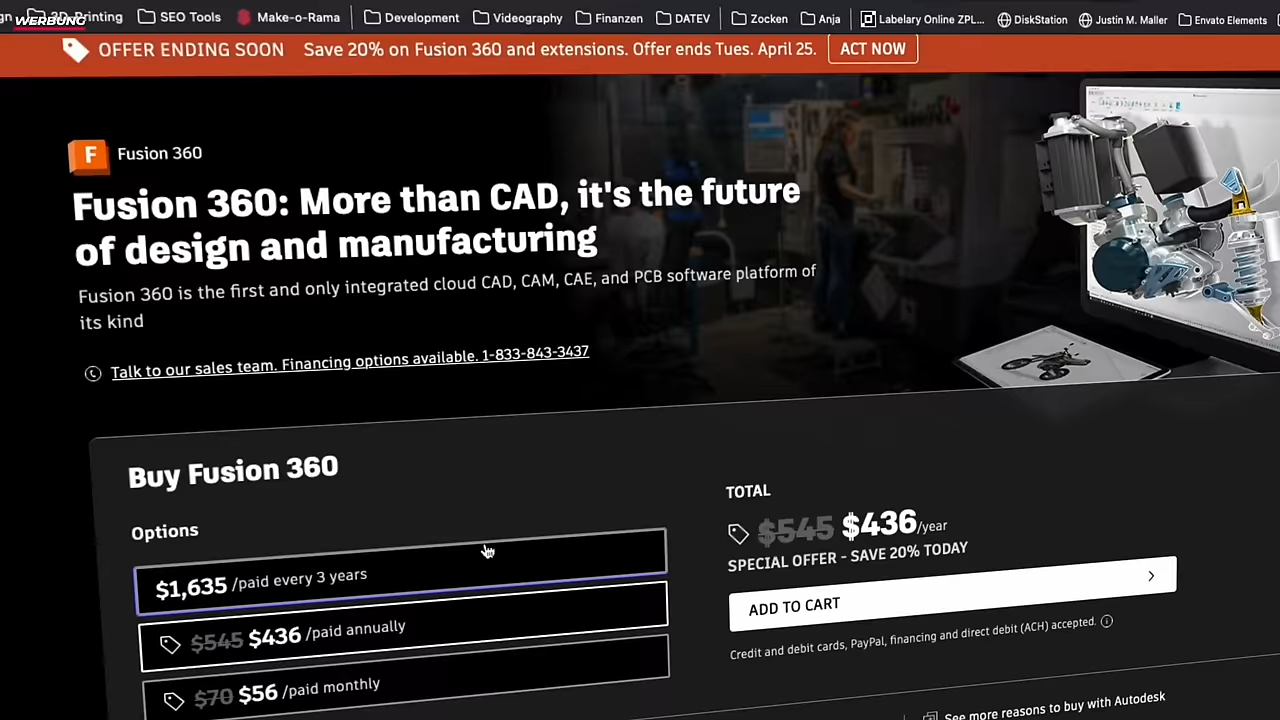 WERBUNG
3D-Printing SEO Tools Make-o-Rama Development Videography Finanzen DATEV Zocken Anja Labelary Online ZPL... DiskStation Justin M. Maller Envato Elements
OFFER ENDING SOON Save 20% on Fusion 360 and extensions. Offer ends Tues. April 25. ACT NOW
F Fusion 360
Fusion 360: More than CAD, it's the future
of design and manufacturing
Fusion 360 is the first and only integrated cloud CAD, CAM, CAE, and PCB software platform of
its kind
Talk to our sales team. Financing options available. 1-833-843-3437
Buy Fusion 360
Options
$1,635 /paid every 3 years
$545 $436 /paid annually
$70 $56 /paid monthly
TOTAL
$545 $436/year
SPECIAL OFFER - SAVE 20% TODAY
ADD TO CART
Credit and debit cards, PayPal, financing and direct debit (ACH) accepted.
See more reasons to buy with Autodesk